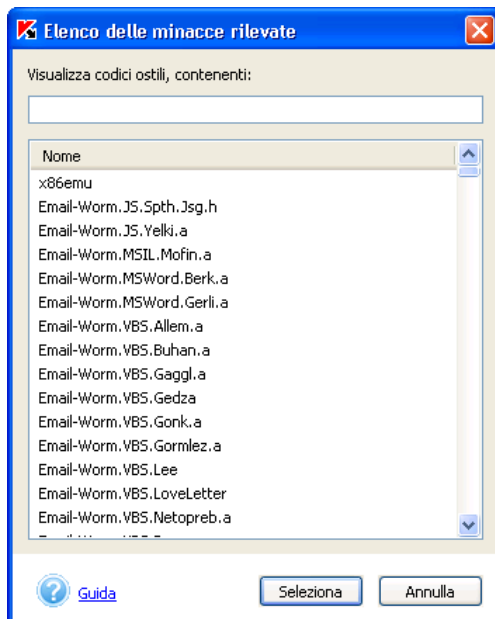 Elenco delle minacce rilevate
Visualizza codici ostili, contenenti:
Nome
x86emu
Email-Worm.JS.Spth.Jsg.h
Email-Worm.JS.Yelki.a
Email-Worm.MSIL.Mofin.a
Email-Worm.MSWord.Berk.a
Email-Worm.MSWord.Gerli.a
Email-Worm.VBS.Allem.a
Email-Worm.VBS.Buhan.a
Email-Worm.VBS.Gaggl.a
Email-Worm.VBS.Gedza
Email-Worm.VBS.Gonk.a
Email-Worm.VBS.Gormlez.a
Email-Worm.VBS.Lee
Email-Worm.VBS.LoveLetter
Email-Worm.VBS.Netopreb.a
Guida Seleziona Annulla